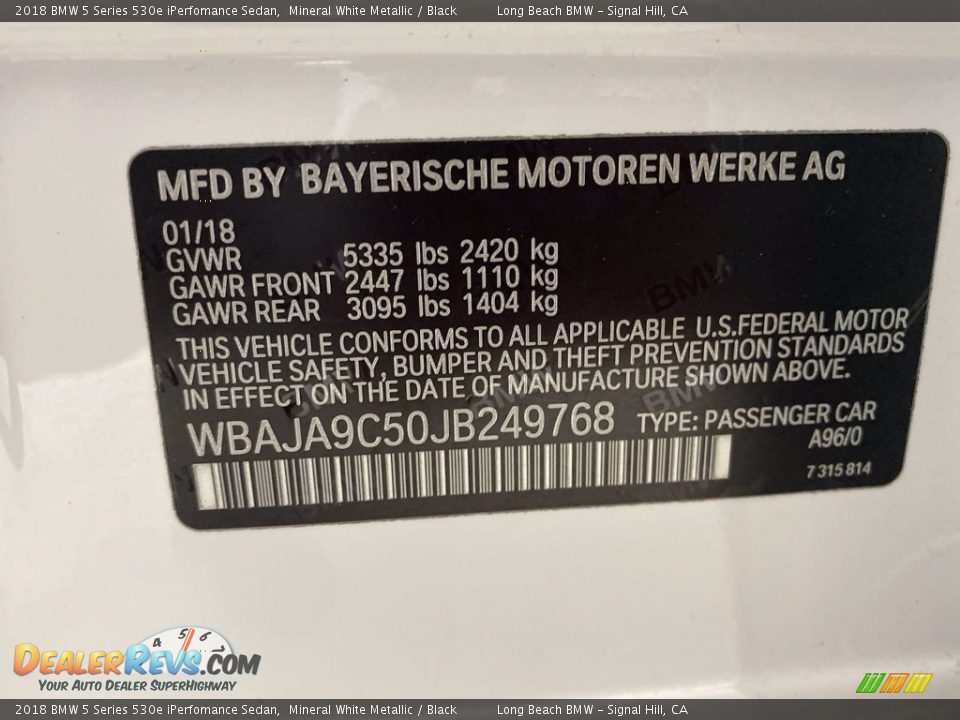 2018 BMW 5 Series 530e iPerfomance Sedan, Mineral White Metallic / Black Long Beach BMW - Signal Hill, CA
MFD BY BAYERISCHE MOTOREN WERKE AG
01/18
GVWR 5335 lbs 2420 kg
GAWR FRONT 2447 lbs 1110 kg
GAWR REAR 3095 lbs 1404 kg
THIS VEHICLE CONFORMS TO ALL APPLICABLE U.S.FEDERAL MOTOR
VEHICLE SAFETY, BUMPER AND THEFT PREVENTION STANDARDS
IN EFFECT ON THE DATE OF MANUFACTURE SHOWN ABOVE.
WBAJA9C50JB249768 TYPE: PASSENGER CAR
A96/0
7 315 814
4 5 6
DEALERREVS.COM
YOUR AUTO DEALER SUPERHIGHWAY
2018 BMW 5 Series 530e iPerfomance Sedan, Mineral White Metallic / Black Long Beach BMW - Signal Hill, CA